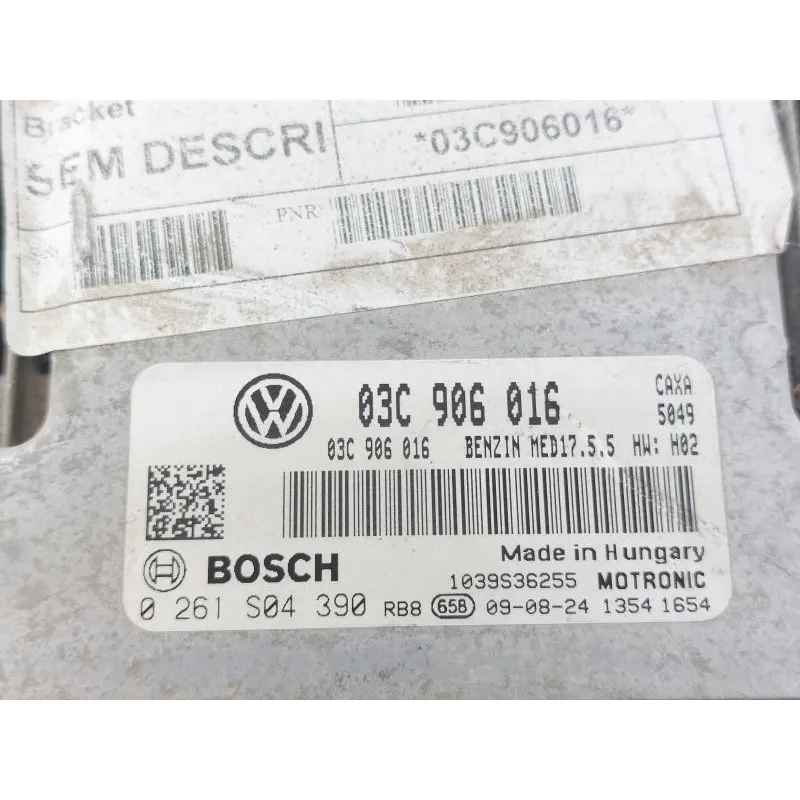 Bracket
SEM DESCRI
*03C906016*
PNR
03C 906 016
CAXA
5049
03C 906 016 BENZIN MED17.5.5 HW: H02
Made in Hungary
BOSCH
1039S36255 MOTRONIC
0 261 S04 390 RB8 658 09-08-24 1354 1654